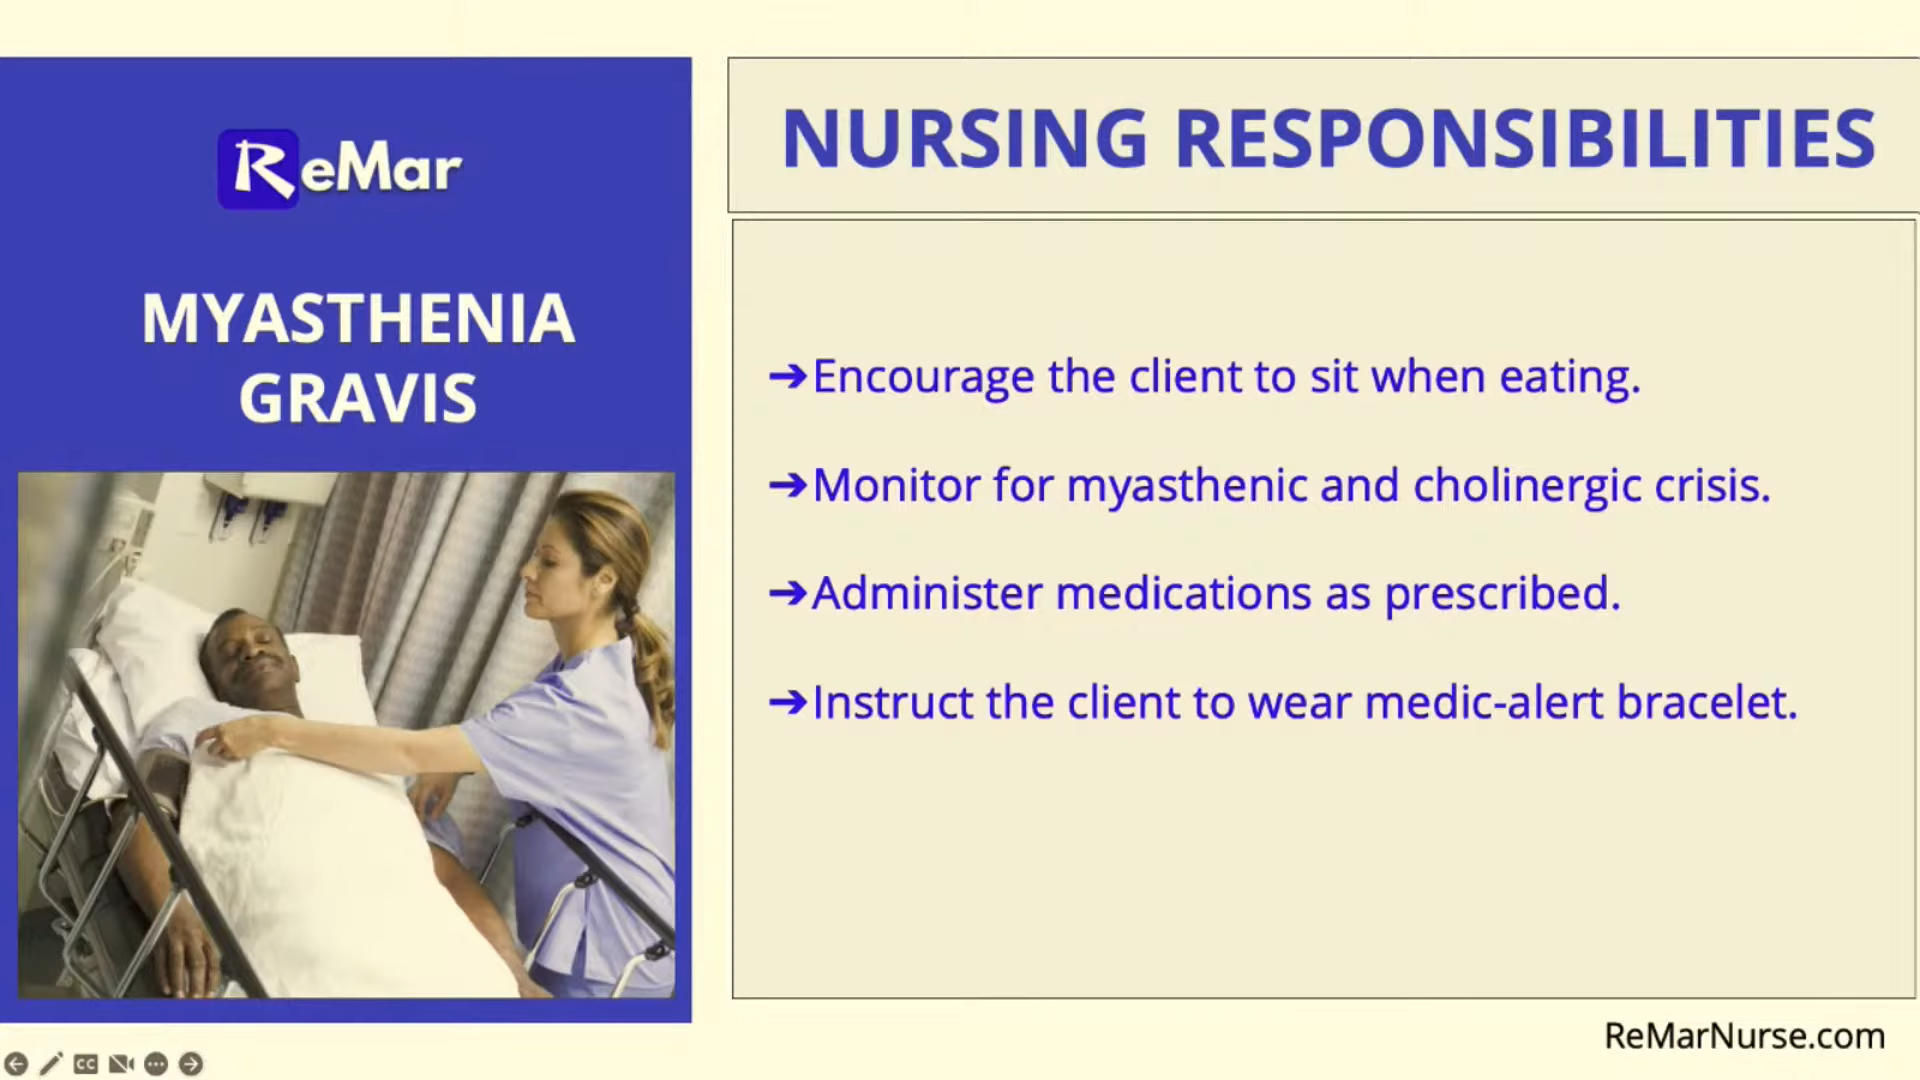 ReMar
MYASTHENIA
GRAVIS
NURSING RESPONSIBILITIES
➔Encourage the client to sit when eating.
➔Monitor for myasthenic and cholinergic crisis.
➔Administer medications as prescribed.
➔Instruct the client to wear medic-alert bracelet.
ReMarNurse.com
CC